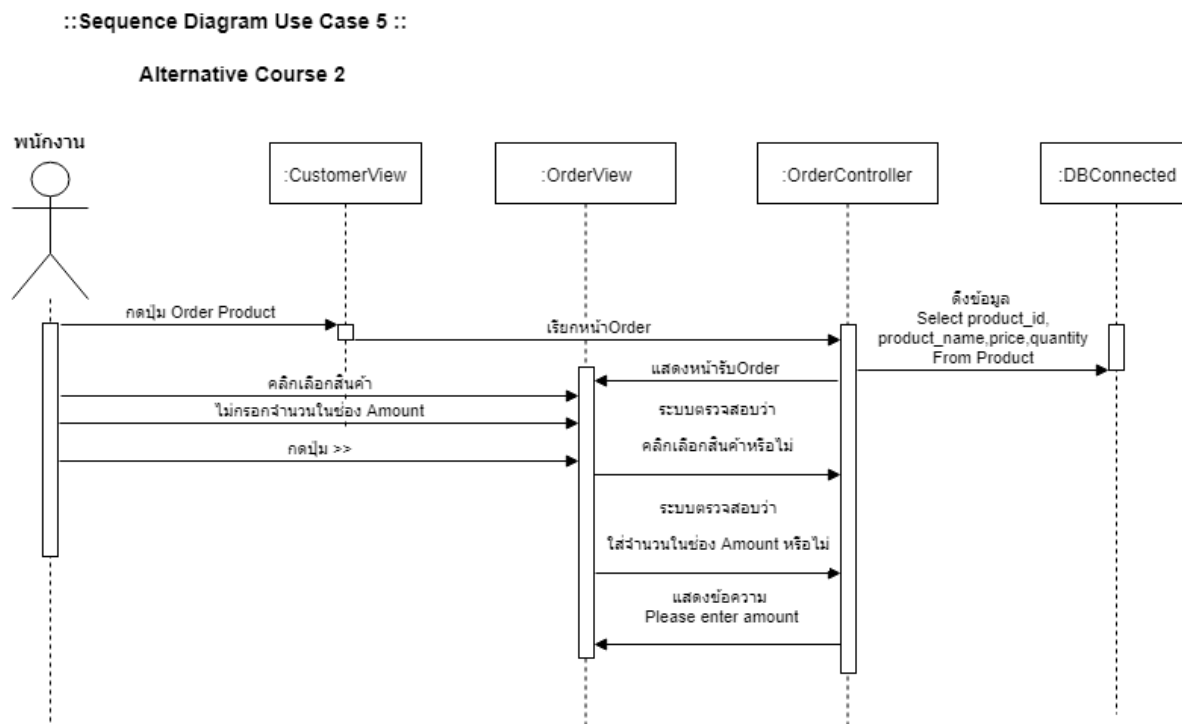 ::Sequence Diagram Use Case 5 ::
Alternative Course 2
พนักงาน
:CustomerView
:OrderView
:OrderController
:DBConnected
กดปุ่ม Order Product
เรียกหน้าOrder
ดึงข้อมูล
Select product_id,
product_name,price,quantity
From Product
แสดงหน้ารับOrder
คลิกเลือกสินค้า
ไม่กรอกจำนวนในช่อง Amount
กดปุ่ม >>
ระบบตรวจสอบว่า
คลิกเลือกสินค้าหรือไม่
ระบบตรวจสอบว่า
ใส่จำนวนในช่อง Amount หรือไม่
แสดงข้อความ
Please enter amount